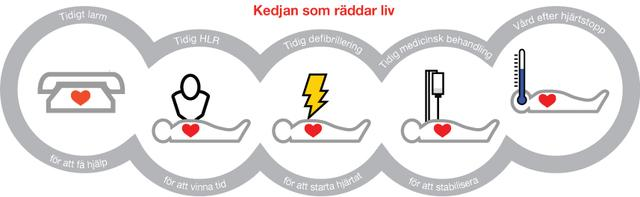 Kedjan som räddar liv
Tidigt larm
för att få hjälp
Tidig HLR
för att vinna tid
Tidig defibrillering
för att starta hjärtat
Tidig medicinsk behandling
för att stabilisera
Vård efter hjärtstopp